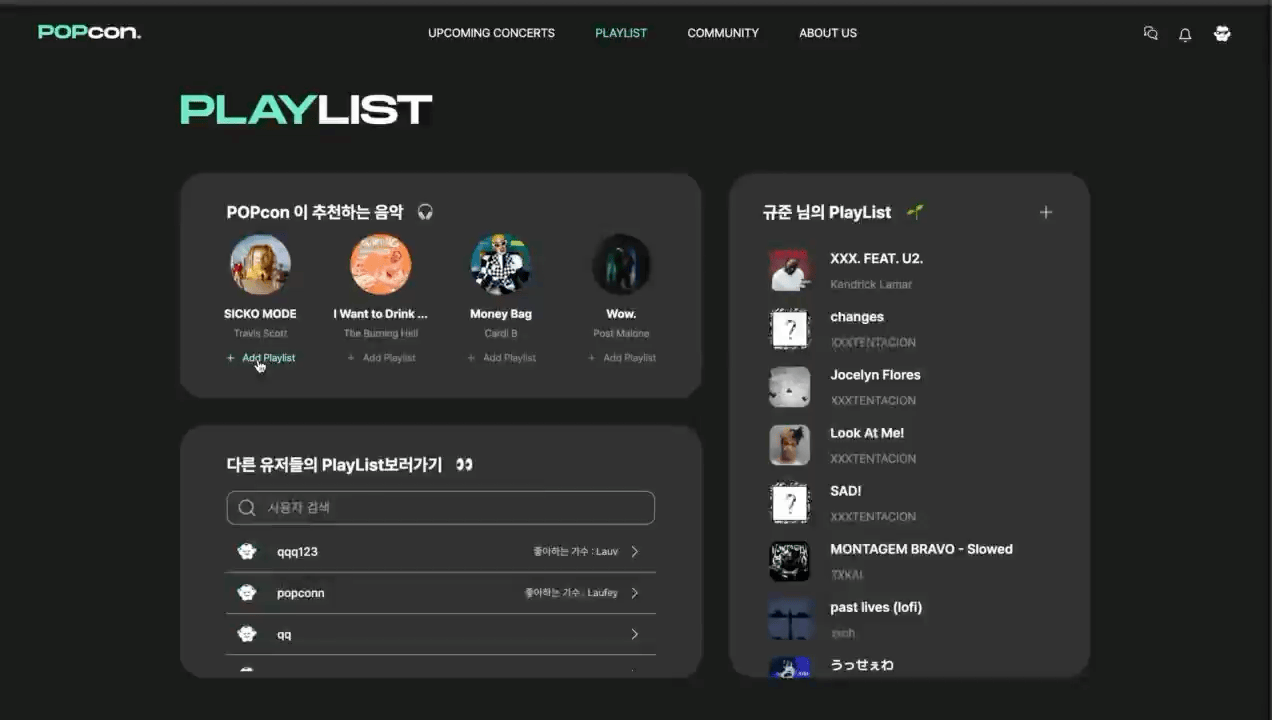 POPcon.
UPCOMING CONCERTS
PLAYLIST
COMMUNITY
ABOUT US
PLAYLIST
POPcon 이 추천하는 음악
SICKO MODE
Travis Scott
+ Add Playlist
I Want to Drink ...
The Burning Hell
+ Add Playlist
Money Bag
Cardi B
+ Add Playlist
Wow.
Post Malone
+ Add Playlist
다른 유저들의 PlayList보러가기
사용자 검색
qqq123
좋아하는 가수 : Lauv
popconn
좋아하는 가수 : Laufey
qq
규준 님의 PlayList
XXX. FEAT. U2.
Kendrick Lamar
changes
XXXTENTACION
Jocelyn Flores
XXXTENTACION
Look At Me!
XXXTENTACION
SAD!
XXXTENTACION
MONTAGEM BRAVO - Slowed
past lives (lofi)
うっせぇわ